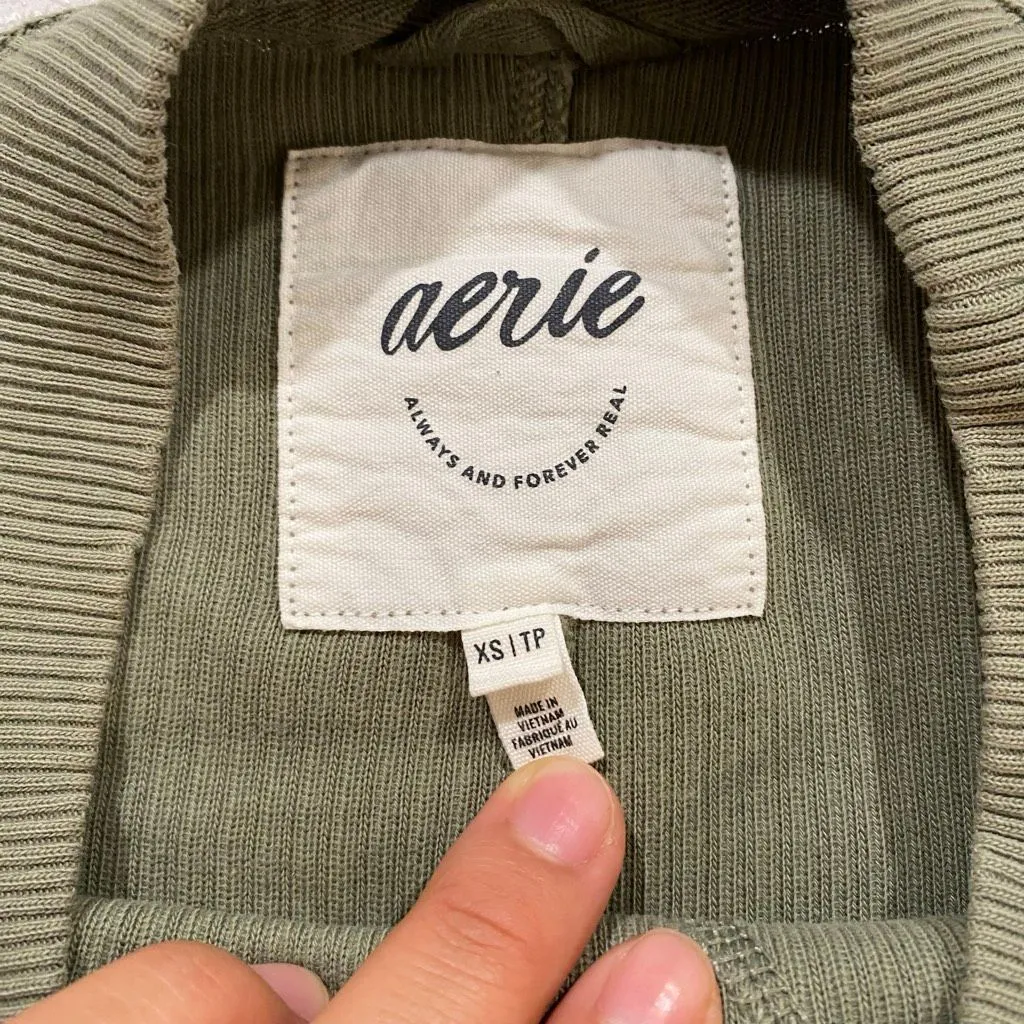 aerie
ALWAYS AND FOREVER REAL
XS | TP
MADE IN
VIETNAM
FABRIQUÉ AU
VIETNAM